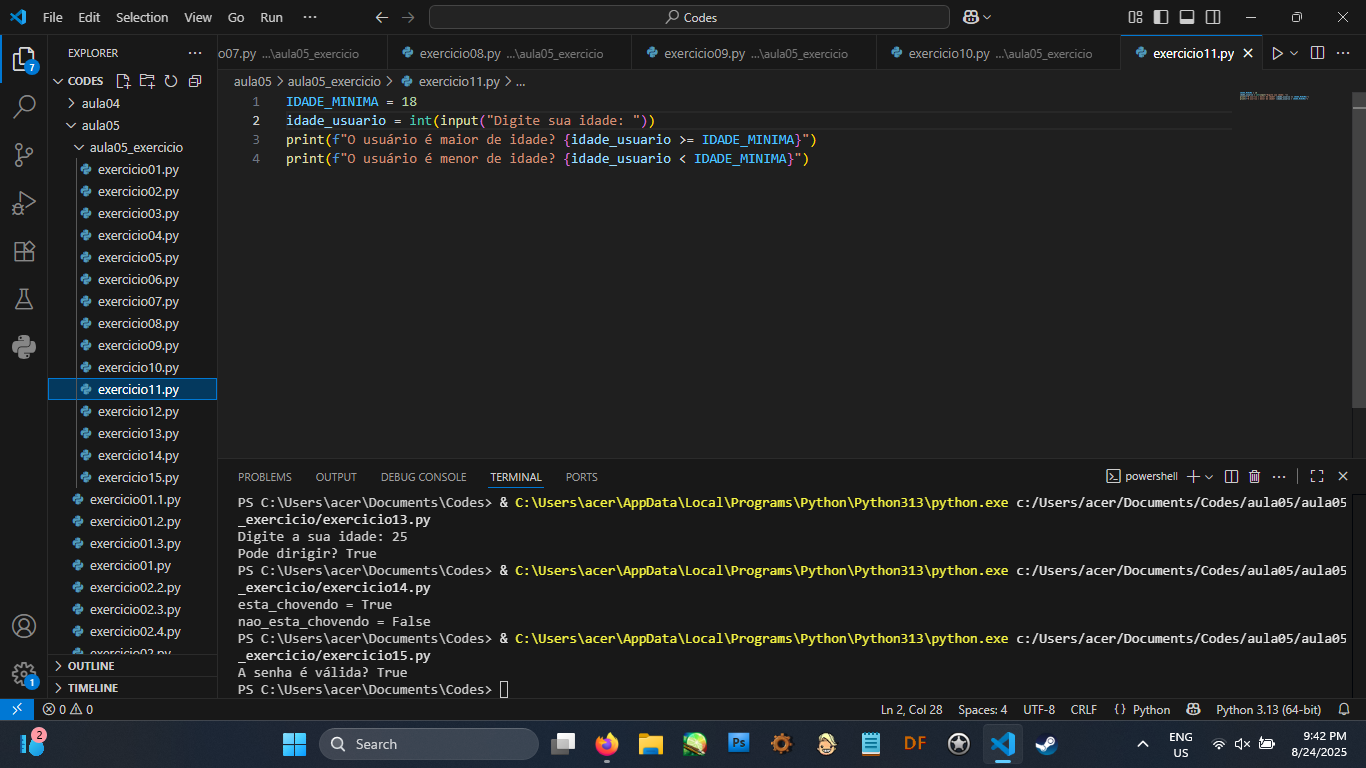 File Edit Selection View Go Run ··· Codes
EXPLORER ···
o07.py ...\aula05_exercicio exercicio08.py ...\aula05_exercicio exercicio09.py ...\aula05_exercicio exercicio10.py ...\aula05_exercicio exercicio11.py
7
CODES
aula05 > aula05_exercicio > exercicio11.py > ...
aula04
aula05
aula05_exercicio
exercicio01.py
exercicio02.py
exercicio03.py
exercicio04.py
exercicio05.py
exercicio06.py
exercicio07.py
exercicio08.py
exercicio09.py
exercicio10.py
exercicio11.py
exercicio12.py
exercicio13.py
exercicio14.py
exercicio15.py
exercicio01.1.py
exercicio01.2.py
exercicio01.3.py
exercicio01.py
exercicio02.2.py
exercicio02.3.py
exercicio02.4.py
exercicio02.py
OUTLINE
TIMELINE
1
1 IDADE_MINIMA = 18
2 idade_usuario = int(input("Digite sua idade: "))
3 print(f"O usuário é maior de idade? {idade_usuario >= IDADE_MINIMA}")
4 print(f"O usuário é menor de idade? {idade_usuario < IDADE_MINIMA}")
PROBLEMS OUTPUT DEBUG CONSOLE TERMINAL PORTS powershell
PS C:\Users\acer\Documents\Codes> & C:\Users\acer\AppData\Local\Programs\Python\Python313\python.exe c:/Users/acer/Documents/Codes/aula05/aula05
_exercicio/exercicio13.py
Digite a sua idade: 25
Pode dirigir? True
PS C:\Users\acer\Documents\Codes> & C:\Users\acer\AppData\Local\Programs\Python\Python313\python.exe c:/Users/acer/Documents/Codes/aula05/aula05
_exercicio/exercicio14.py
esta_chovendo = True
nao_esta_chovendo = False
PS C:\Users\acer\Documents\Codes> & C:\Users\acer\AppData\Local\Programs\Python\Python313\python.exe c:/Users/acer/Documents/Codes/aula05/aula05
_exercicio/exercicio15.py
A senha é válida? True
PS C:\Users\acer\Documents\Codes>
0 0 Ln 2, Col 28 Spaces: 4 UTF-8 CRLF {} Python Python 3.13 (64-bit)
2 Search Ps DF ENG 9:42 PM
US 8/24/2025